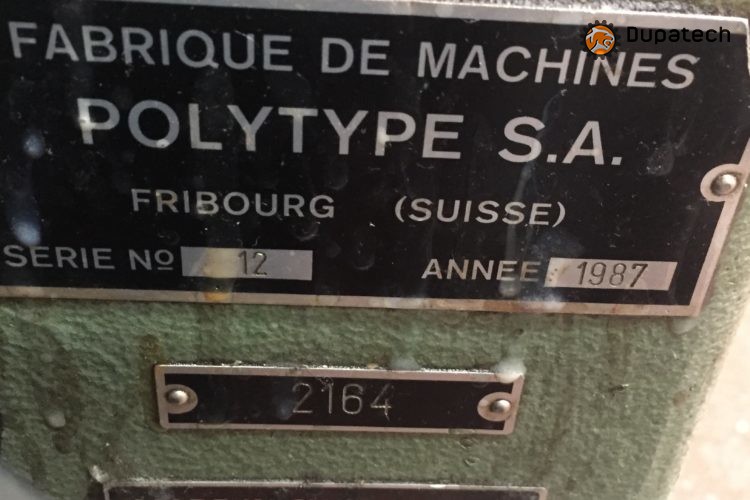 Dupatech
FABRIQUE DE MACHINES
POLYTYPE S.A.
FRIBOURG (SUISSE)
SERIE No 12 ANNEE 1987
2164